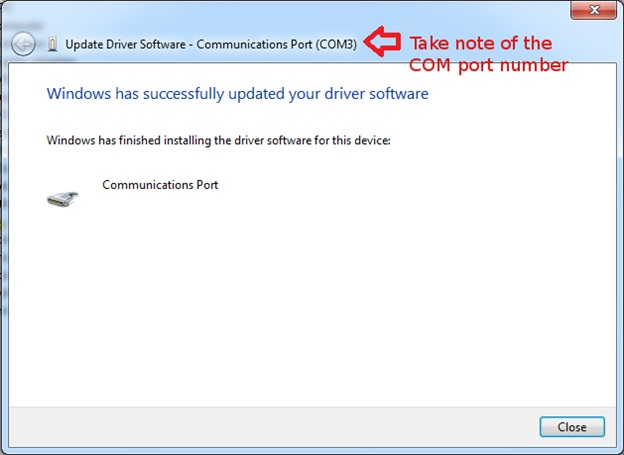 Update Driver Software - Communications Port (COM3)
Take note of the
COM port number
Windows has successfully updated your driver software
Windows has finished installing the driver software for this device:
Communications Port
Close